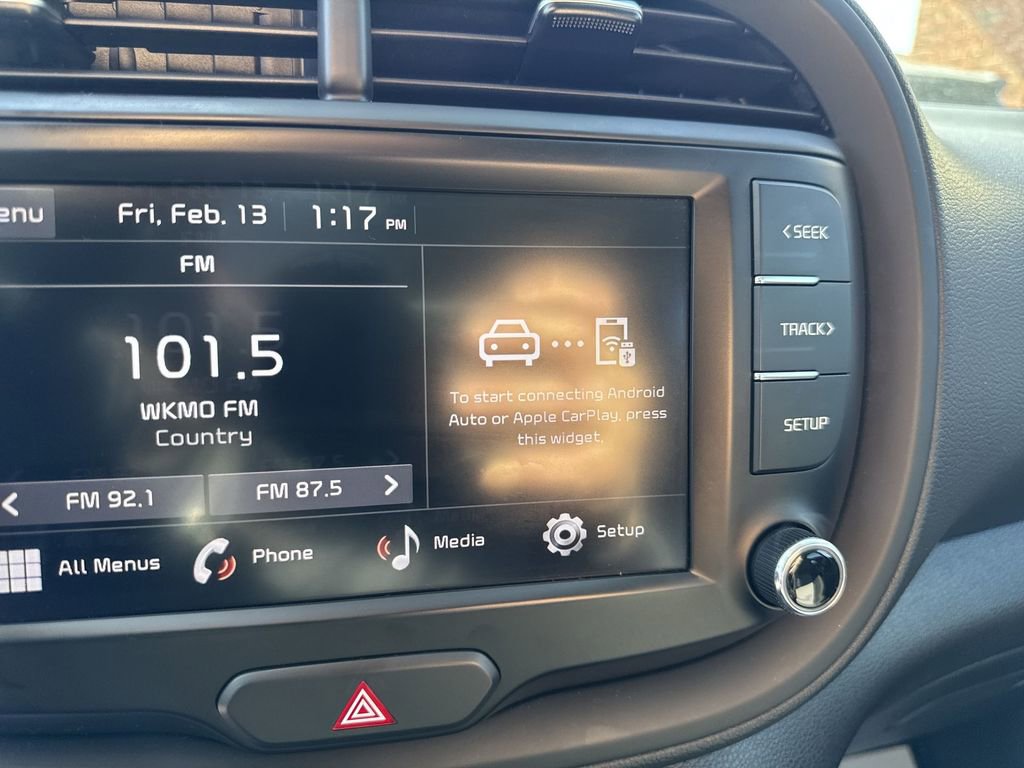 enu
Fri, Feb. 13
1:17 PM
FM
101.5
WKMO FM
Country
FM 92.1
FM 87.5
To start connecting Android
Auto or Apple CarPlay, press
this widget.
All Menus
Phone
Media
Setup
< SEEK
TRACK >
SETUP